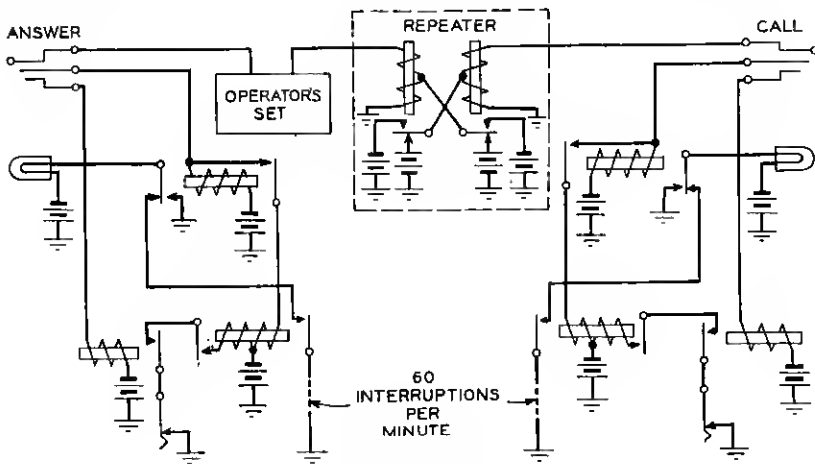 ANSWER
REPEATER
CALL
OPERATOR'S
SET
60
INTERRUPTIONS
PER
MINUTE